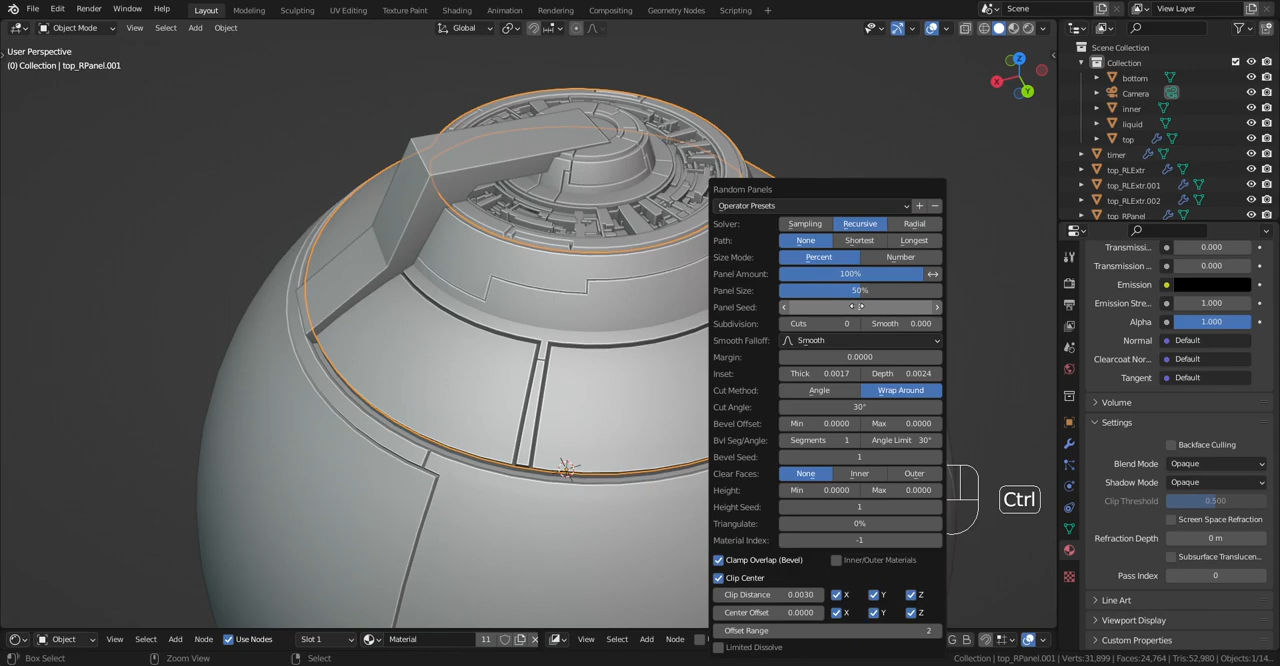 File Edit Render Window Help Layout Modeling Sculpting UV Editing Texture Paint Shading Animation Rendering Compositing Geometry Nodes Scripting + Scene View Layer
Object Mode View Select Add Object Global
User Perspective
(0) Collection | top_RPanel.001
X
Y
Z
Scene Collection
Collection
bottom
Camera
inner
liquid
top
timer
top_RLExtr
top_RLExtr.001
top_RLExtr.002
top_RPanel
Random Panels
Operator Presets
Solver: Sampling Recursive Radial
Path: None Shortest Longest
Size Mode: Percent Number
Panel Amount: 100%
Panel Size: 50%
Panel Seed:
Subdivision: Cuts 0 Smooth 0.000
Smooth Falloff: Smooth
Margin: 0.0000
Inset: Thick 0.0017 Depth 0.0024
Cut Method: Angle Wrap Around
Cut Angle: 30°
Bevel Offset: Min 0.0000 Max 0.0000
Bvl Seg/Angle: Segments 1 Angle Limit 30°
Bevel Seed: 1
Clear Faces: None Inner Outer
Height: Min 0.0000 Max 0.0000
Height Seed: 1
Triangulate: 0%
Material Index: -1
Clamp Overlap (Bevel) Inner/Outer Materials
Clip Center
Clip Distance 0.0030 X Y Z
Center Offset 0.0000 X Y Z
Offset Range 2
Limited Dissolve
Ctrl
Transmissi... 0.000
Transmissi... 0.000
Emission
Emission Stre... 1.000
Alpha 1.000
Normal Default
Clearcoat Nor... Default
Tangent Default
Volume
Settings
Backface Culling
Blend Mode Opaque
Shadow Mode Opaque
Clip Threshold 0.500
Screen Space Refraction
Refraction Depth 0 m
Subsurface Translucen...
Pass Index 0
Line Art
Viewport Display
Custom Properties
Object View Select Add Node Use Nodes Slot 1 Material 11 View Select Add Node G B
Box Select Zoom View Select Collection | top_RPanel.001 | Verts:31,899 | Faces:24,764 | Tris:52,980 | Objects:1/14...